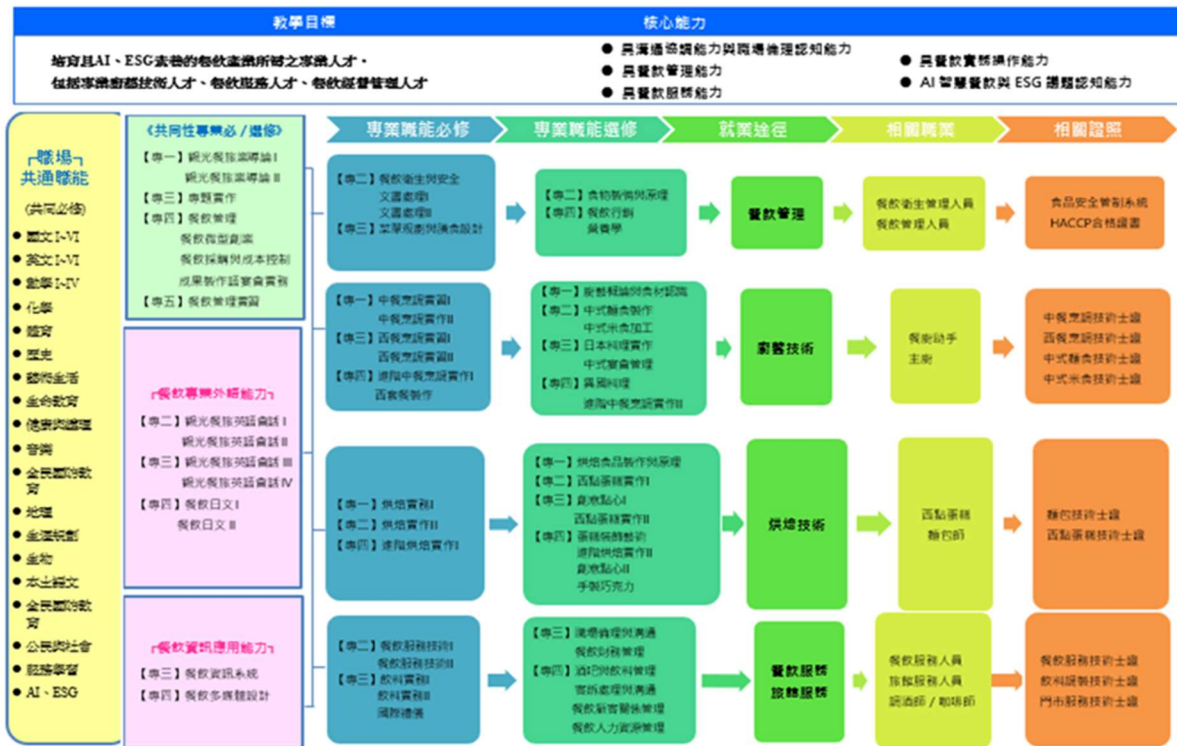 教學目標
核心能力
培育具AI、ESG素養的餐飲產業所需之專業人才，
包括專業廚藝技術人才、餐飲服務人才、餐飲經營管理人才
● 具溝通協調能力與職場倫理認知能力
● 具餐飲管理能力
● 具餐飲服務能力
● 具餐飲實務操作能力
● AI 智慧餐飲與 ESG 議題認知能力
┌職場┐
共通職能
(共同必修)
● 國文 I~VI
● 英文 I~VI
● 數學 I~IV
● 化學
● 體育
● 歷史
● 藝術生活
● 生命教育
● 健康與護理
● 音樂
● 全民國防教
育
● 地理
● 生涯規劃
● 生物
● 本土語文
● 全民國防教
育
● 公民與社會
● 服務學習
● AI、ESG
《共同性專業必/選修》
【專一】觀光餐旅業導論 I
觀光餐旅業導論 II
【專三】專題實作
【專四】餐飲管理
餐飲微型創業
餐飲採購與成本控制
成果製作暨宴會實務
【專五】餐飲管理實習
┌餐飲專業外語能力┐
【專二】觀光餐旅英語會話 I
觀光餐旅英語會話 II
【專三】觀光餐旅英語會話 III
觀光餐旅英語會話 IV
【專四】餐飲日文 I
餐飲日文 II
┌餐飲資訊應用能力┐
【專三】餐飲資訊系統
【專四】餐飲多媒體設計
專業職能必修
專業職能選修
就業途徑
相關職業
相關證照
【專二】餐飲衛生與安全
文書處理I
文書處理II
【專三】菜單規劃與膳食設計
【專二】食物製備與原理
【專四】餐飲行銷
營養學
餐飲管理
餐飲衛生管理人員
餐飲管理人員
食品安全管制系統
HACCP合格證書
【專一】中餐烹調實習I
中餐烹調實作II
【專三】西餐烹調實習I
西餐烹調實習II
【專四】進階中餐烹調實作I
西套餐製作
【專一】廚藝概論與食材認識
【專二】中式麵食製作
中式米食加工
【專三】日本料理實作
中式宴會管理
【專四】異國料理
進階中餐烹調實作II
廚藝技術
餐廚助手
主廚
中餐烹調技術士證
西餐烹調技術士證
中式麵食技術士證
中式米食技術士證
【專一】烘焙實務I
【專二】烘焙實作II
【專四】進階烘焙實作I
【專一】烘焙食品製作與原理
【專二】西點蛋糕實作I
【專三】創意點心I
西點蛋糕實作II
【專四】蛋糕裝飾藝術
進階烘焙實作II
創意點心II
手製巧克力
烘焙技術
西點蛋糕
麵包師
麵包技術士證
西點蛋糕技術士證
【專二】餐飲服務技術I
餐飲服務技術II
【專三】飲料實務I
飲料實務II
國際禮儀
【專三】職場倫理與溝通
餐飲財務管理
【專四】酒吧與飲料管理
客訴處理與溝通
餐飲顧客關係管理
餐飲人力資源管理
餐飲服務
旅館服務
餐飲服務人員
旅館服務人員
調酒師 / 咖啡師
餐飲服務技術士證
飲料調製技術士證
門市服務技術士證